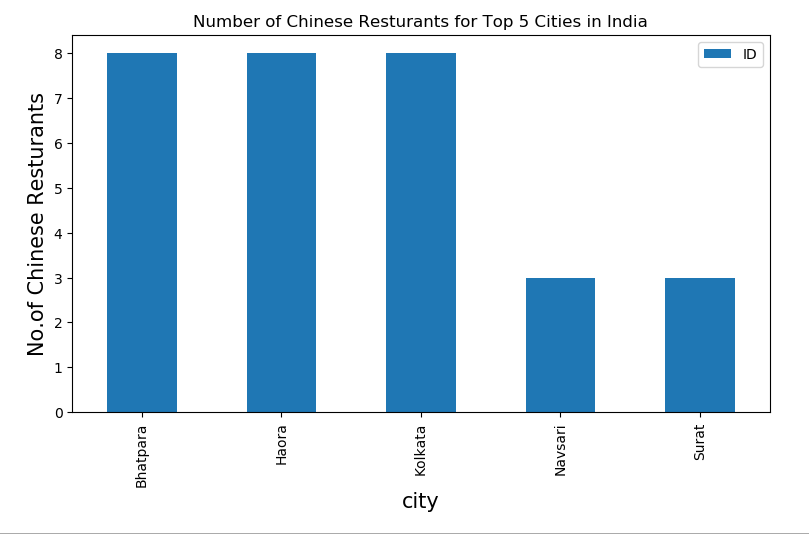 Number of Chinese Resturants for Top 5 Cities in India
ID
No.of Chinese Resturants
8
7
6
5
4
3
2
1
0
Bhatpara
Haora
Kolkata
Navsari
Surat
city